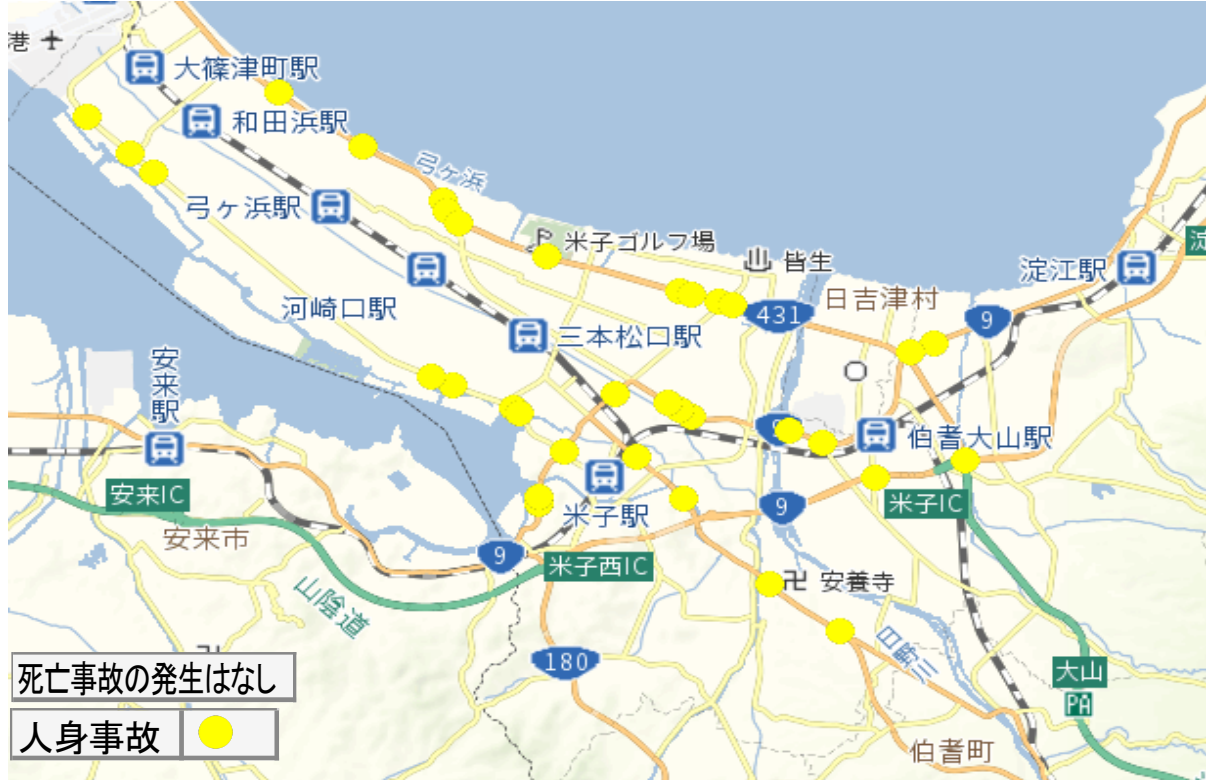 港
大篠津町駅
和田浜駅
弓ヶ浜
弓ヶ浜駅
米子ゴルフ場
皆生
淀
淀江駅
日吉津村
河崎口駅
431
9
三本松口駅
安来駅
9
伯耆大山駅
安来IC
米子IC
米子駅
9
安来市
9
米子西IC
安養寺
山陰道
日野川
180
大山
PA
伯耆町
死亡事故の発生はなし
人身事故